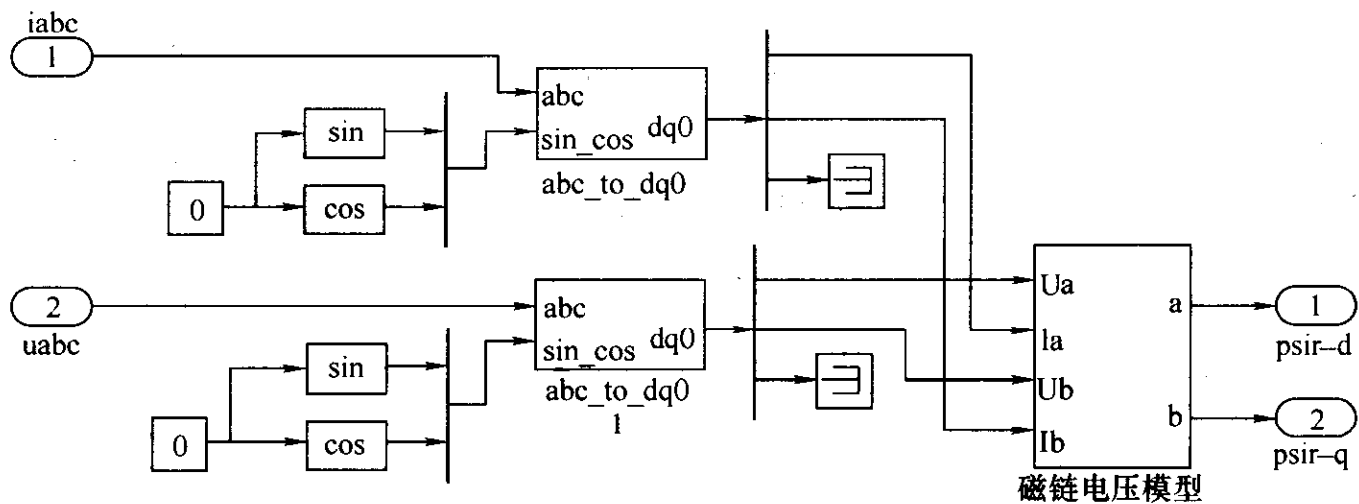 iabc
1
abc
sin_cos
dq0
abc_to_dq0
sin
cos
0
2
uabc
abc
sin_cos
dq0
abc_to_dq0
1
sin
cos
0
Ua
Ia
Ub
Ib
a
b
磁链电压模型
1
psir-d
2
psir-q